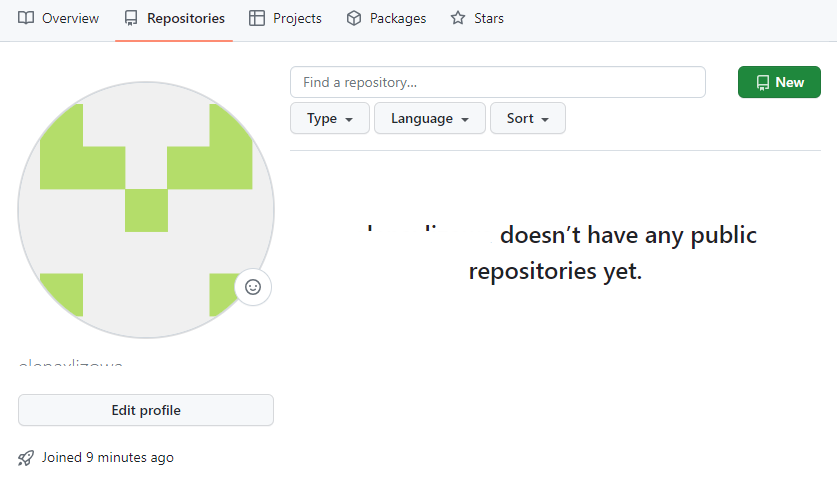 Overview Repositories Projects Packages Stars
Find a repository...
New
Type Language Sort
doesn't have any public
repositories yet.
Edit profile
Joined 9 minutes ago